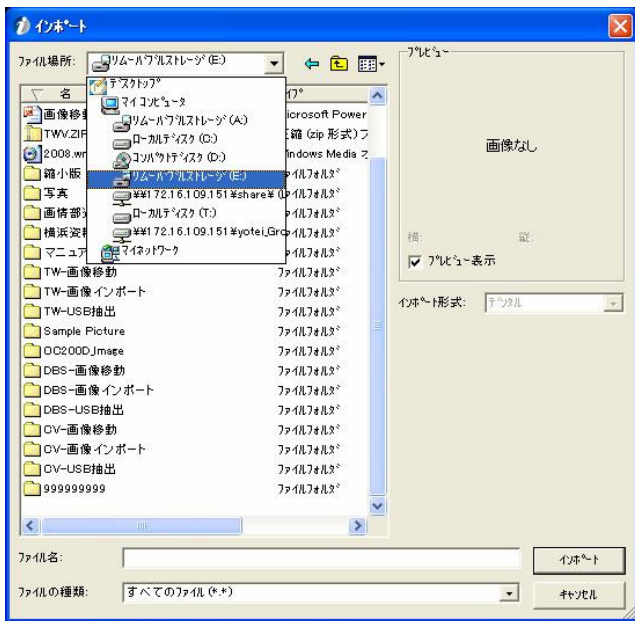 インポート
ファイル場所: リムーバブルストレージ(E:)
プレビュー
デスクトップ
マイコンピュータ
リムーバブルストレージ(A:)
ローカルディスク(C:)
コンパクトディスク(D:)
リムーバブルストレージ(E:)
¥¥172.16.109.151¥share¥
ローカルディスク(T:)
¥¥172.16.109.151¥yotei_Gro
マイネットワーク
名
画像移 icrosoft Power
TWV.ZIP 縮 (zip 形式)フ
2008.wm indows Media
縮小版 ファイルフォルダ
写真 ファイルフォルダ
画情部 ファイルフォルダ
横浜 ファイルフォルダ
マニュア ファイルフォルダ
TW-画像移動 ファイルフォルダ
TW-画像インポート ファイルフォルダ
TW-USB抽出 ファイルフォルダ
Sample Picture ファイルフォルダ
OC200D_Image ファイルフォルダ
DBS-画像移動 ファイルフォルダ
DBS-画像インポート ファイルフォルダ
DBS-USB抽出 ファイルフォルダ
CV-画像移動 ファイルフォルダ
CV-画像インポート ファイルフォルダ
CV-USB抽出 ファイルフォルダ
999999999 ファイルフォルダ
画像なし
横: 縦:
プレビュー表示
インポート形式: デジタル
ファイル名:
インポート
ファイルの種類: すべてのファイル(*.*)
キャンセル